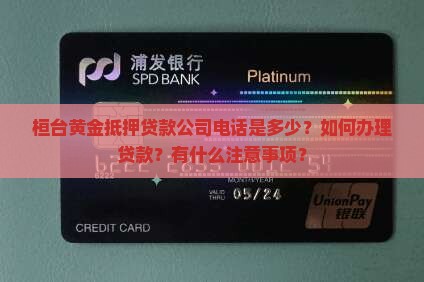 浦发银行
SPD BANK
Platinum
桓台黄金抵押贷款公司电话是多少？如何办理
贷款？有什么注意事项？
MONTH/YEAR
VALID
THRU
05/24
CREDIT CARD
UnionPay
银联